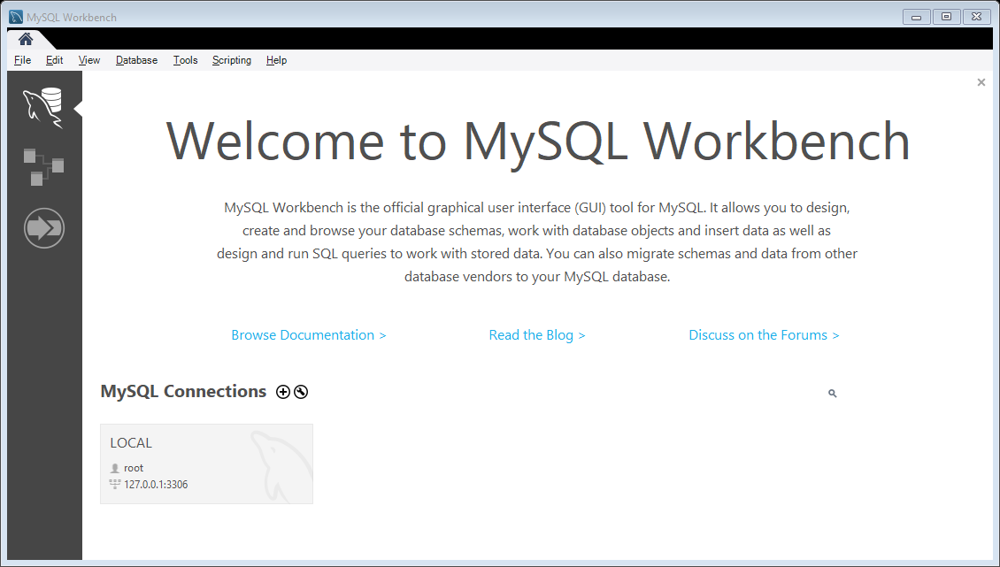 MySQL Workbench
File Edit View Database Tools Scripting Help
Welcome to MySQL Workbench
MySQL Workbench is the official graphical user interface (GUI) tool for MySQL. It allows you to design,
create and browse your database schemas, work with database objects and insert data as well as
design and run SQL queries to work with stored data. You can also migrate schemas and data from other
database vendors to your MySQL database.
Browse Documentation > Read the Blog > Discuss on the Forums >
MySQL Connections
LOCAL
root
127.0.0.1:3306